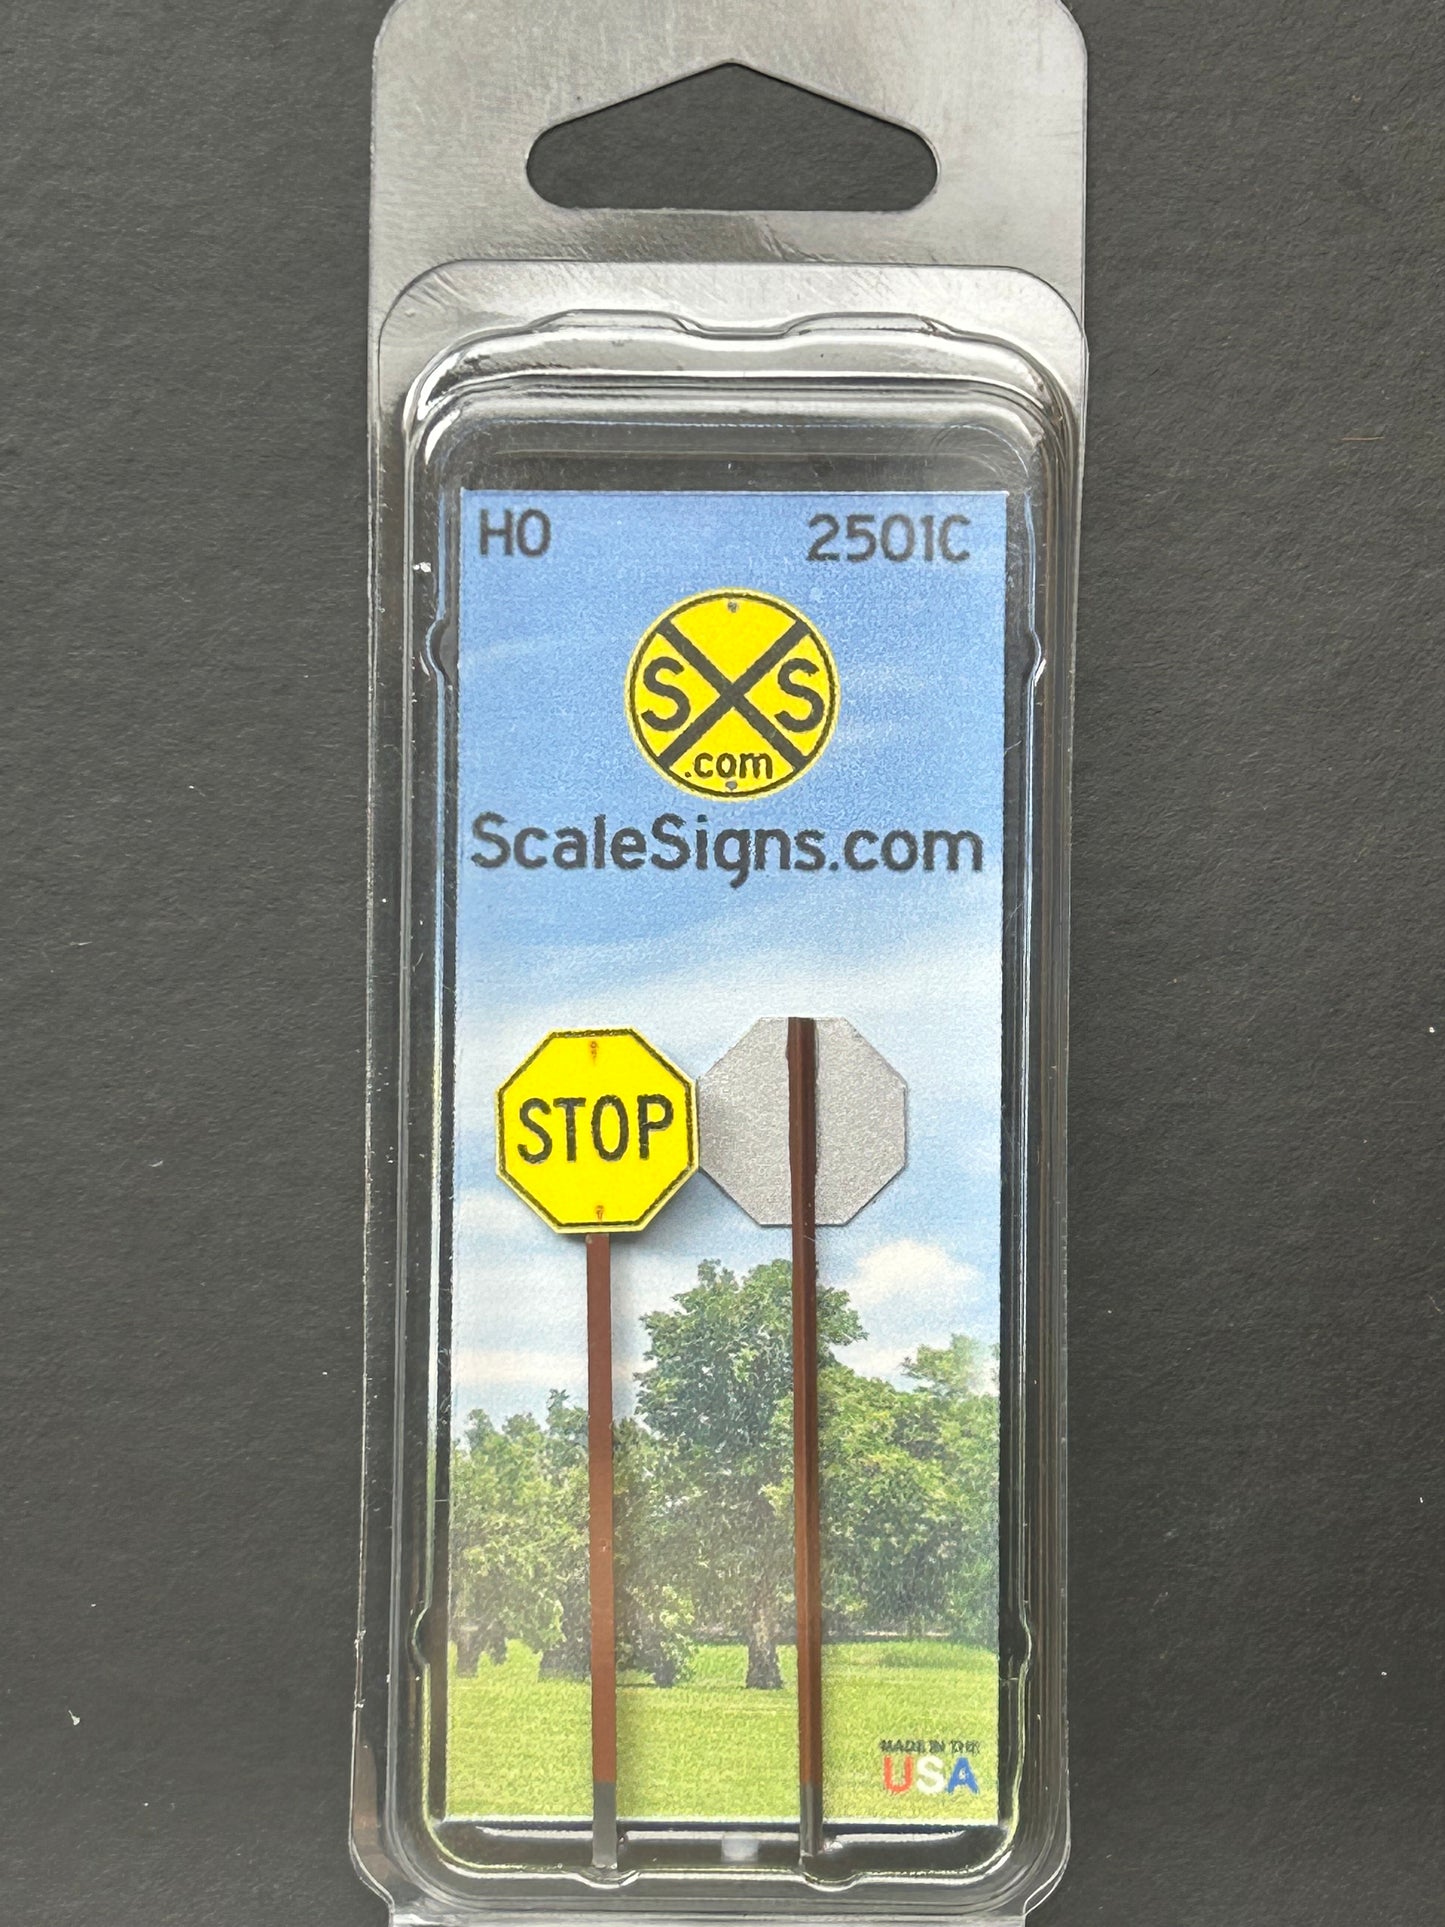 HO 2501C
S S
.com
ScaleSigns.com
STOP
MADE IN THE
USA